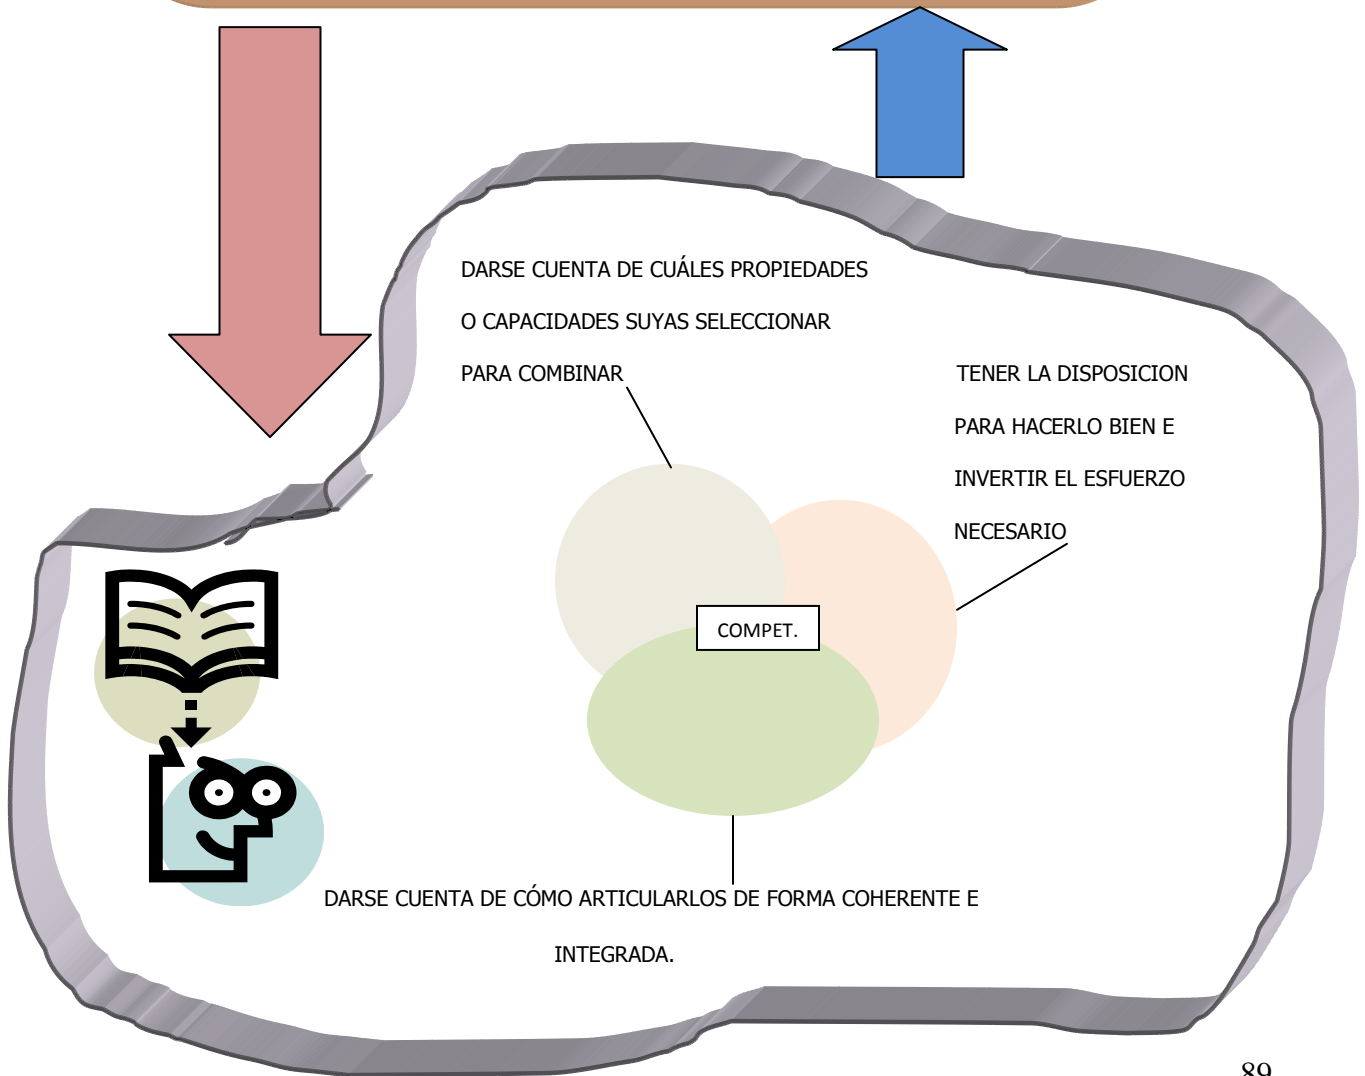 DARSE CUENTA DE CUÁLES PROPIEDADES
O CAPACIDADES SUYAS SELECCIONAR
PARA COMBINAR
TENER LA DISPOSICION
PARA HACERLO BIEN E
INVERTIR EL ESFUERZO
NECESARIO
COMPET.
DARSE CUENTA DE CÓMO ARTICULARLOS DE FORMA COHERENTE E
INTEGRADA.
89